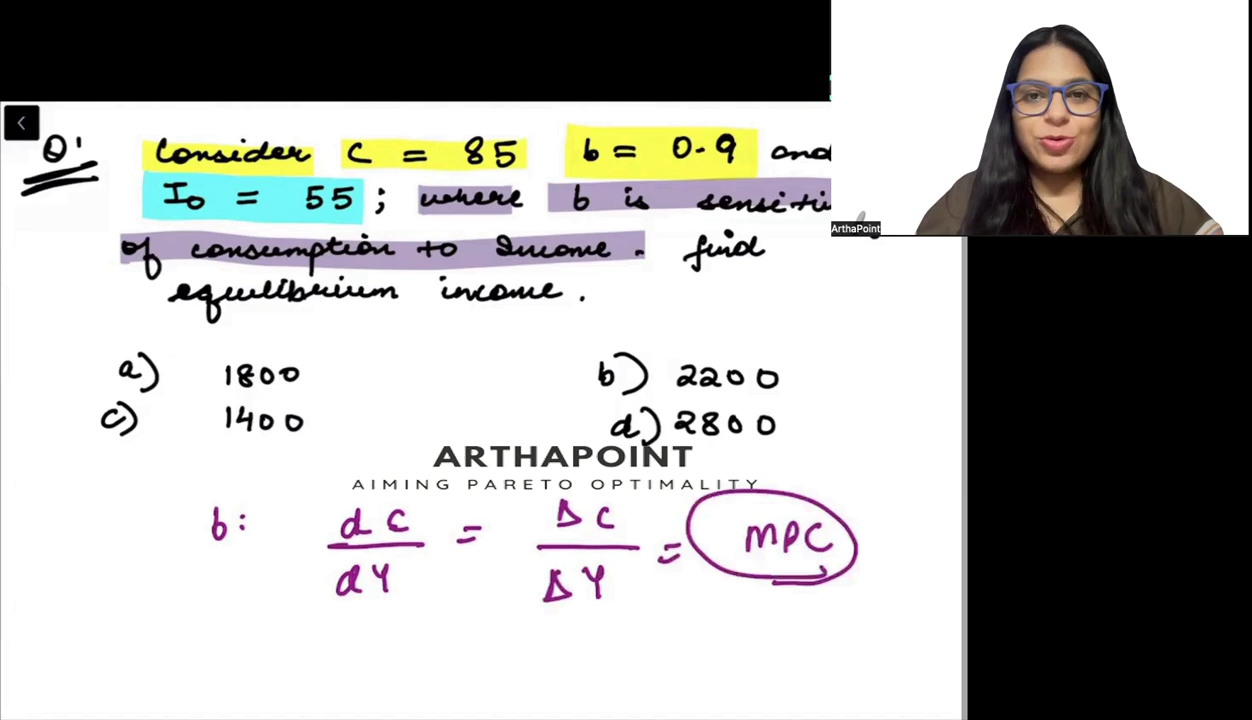 Q1 Consider C = 85 b = 0.9 and
I₀ = 55 ; where b is
of consumption to Income . find
equilibrium income .
a) 1800 b) 2200
c) 1400 d) 2800
ARTHAPOINT
AIMING PARETO OPTIMALITY
b: dC/dY = ΔC/ΔY = MPC
ArthaPoint